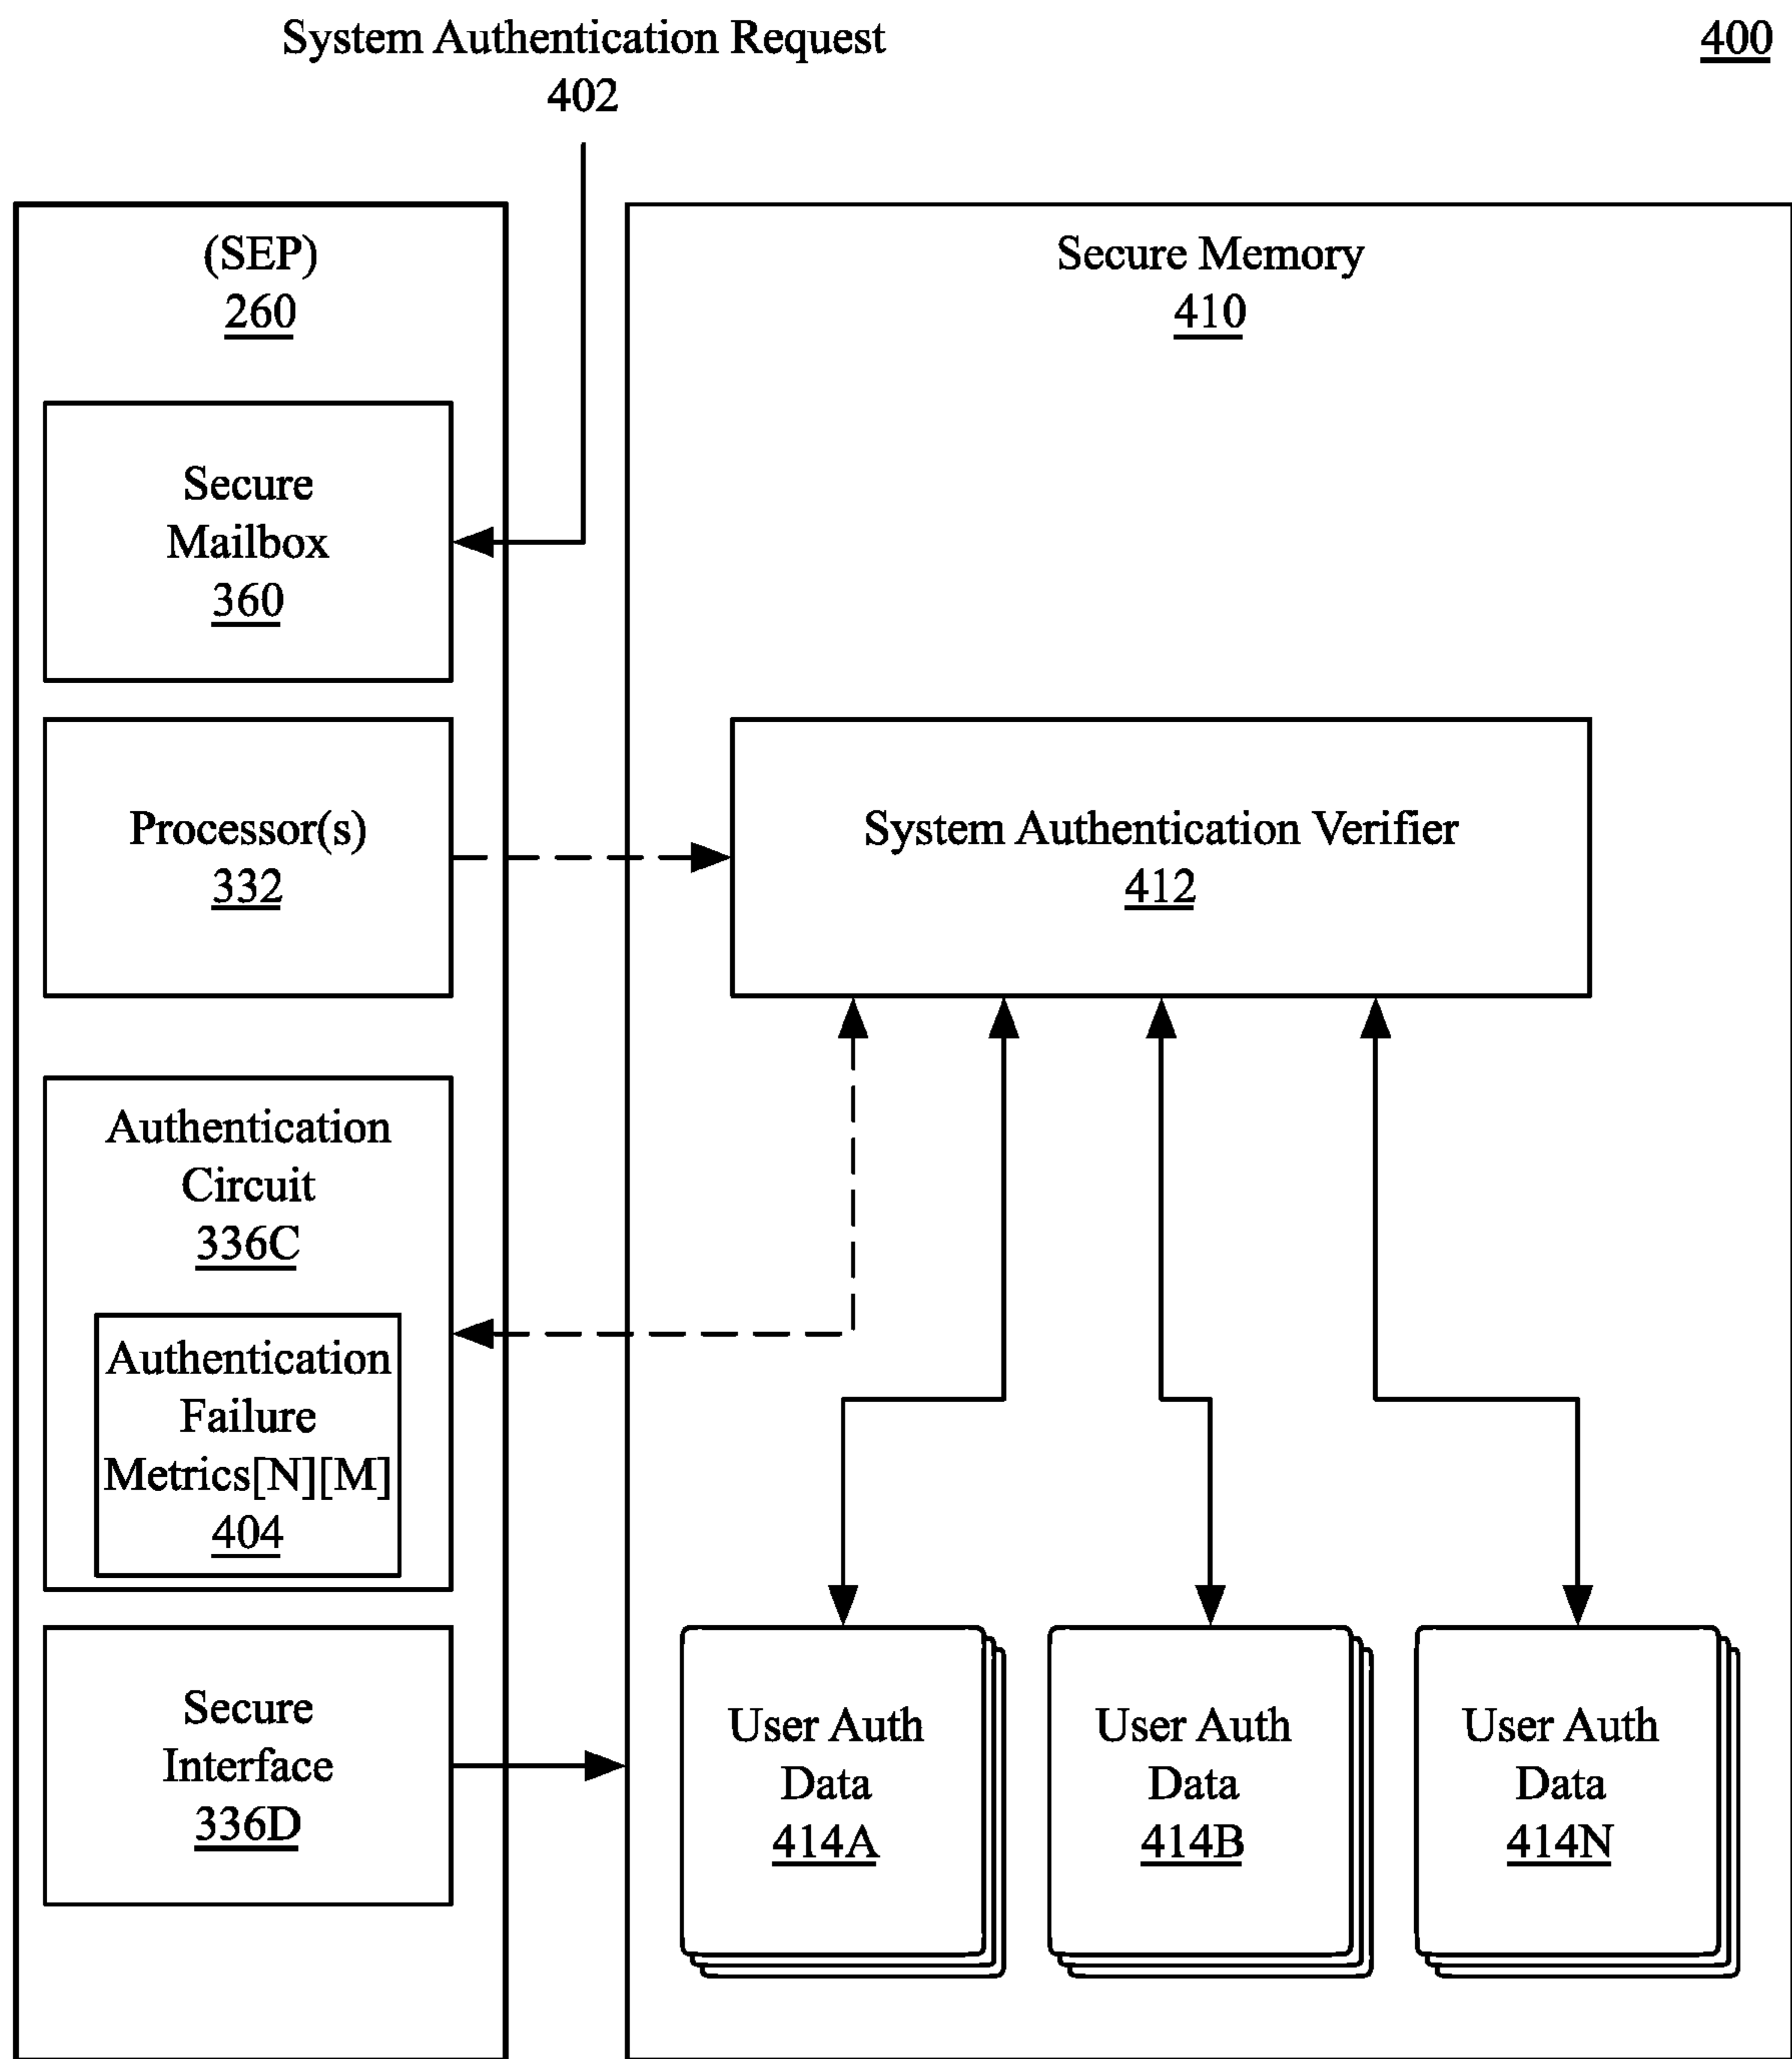 System Authentication Request
402
400
(SEP)
260
Secure
Mailbox
360
Processor(s)
332
Authentication
Circuit
336C
Authentication
Failure
Metrics[N][M]
404
Secure
Interface
336D
Secure Memory
410
System Authentication Verifier
412
User Auth
Data
414A
User Auth
Data
414B
User Auth
Data
414N